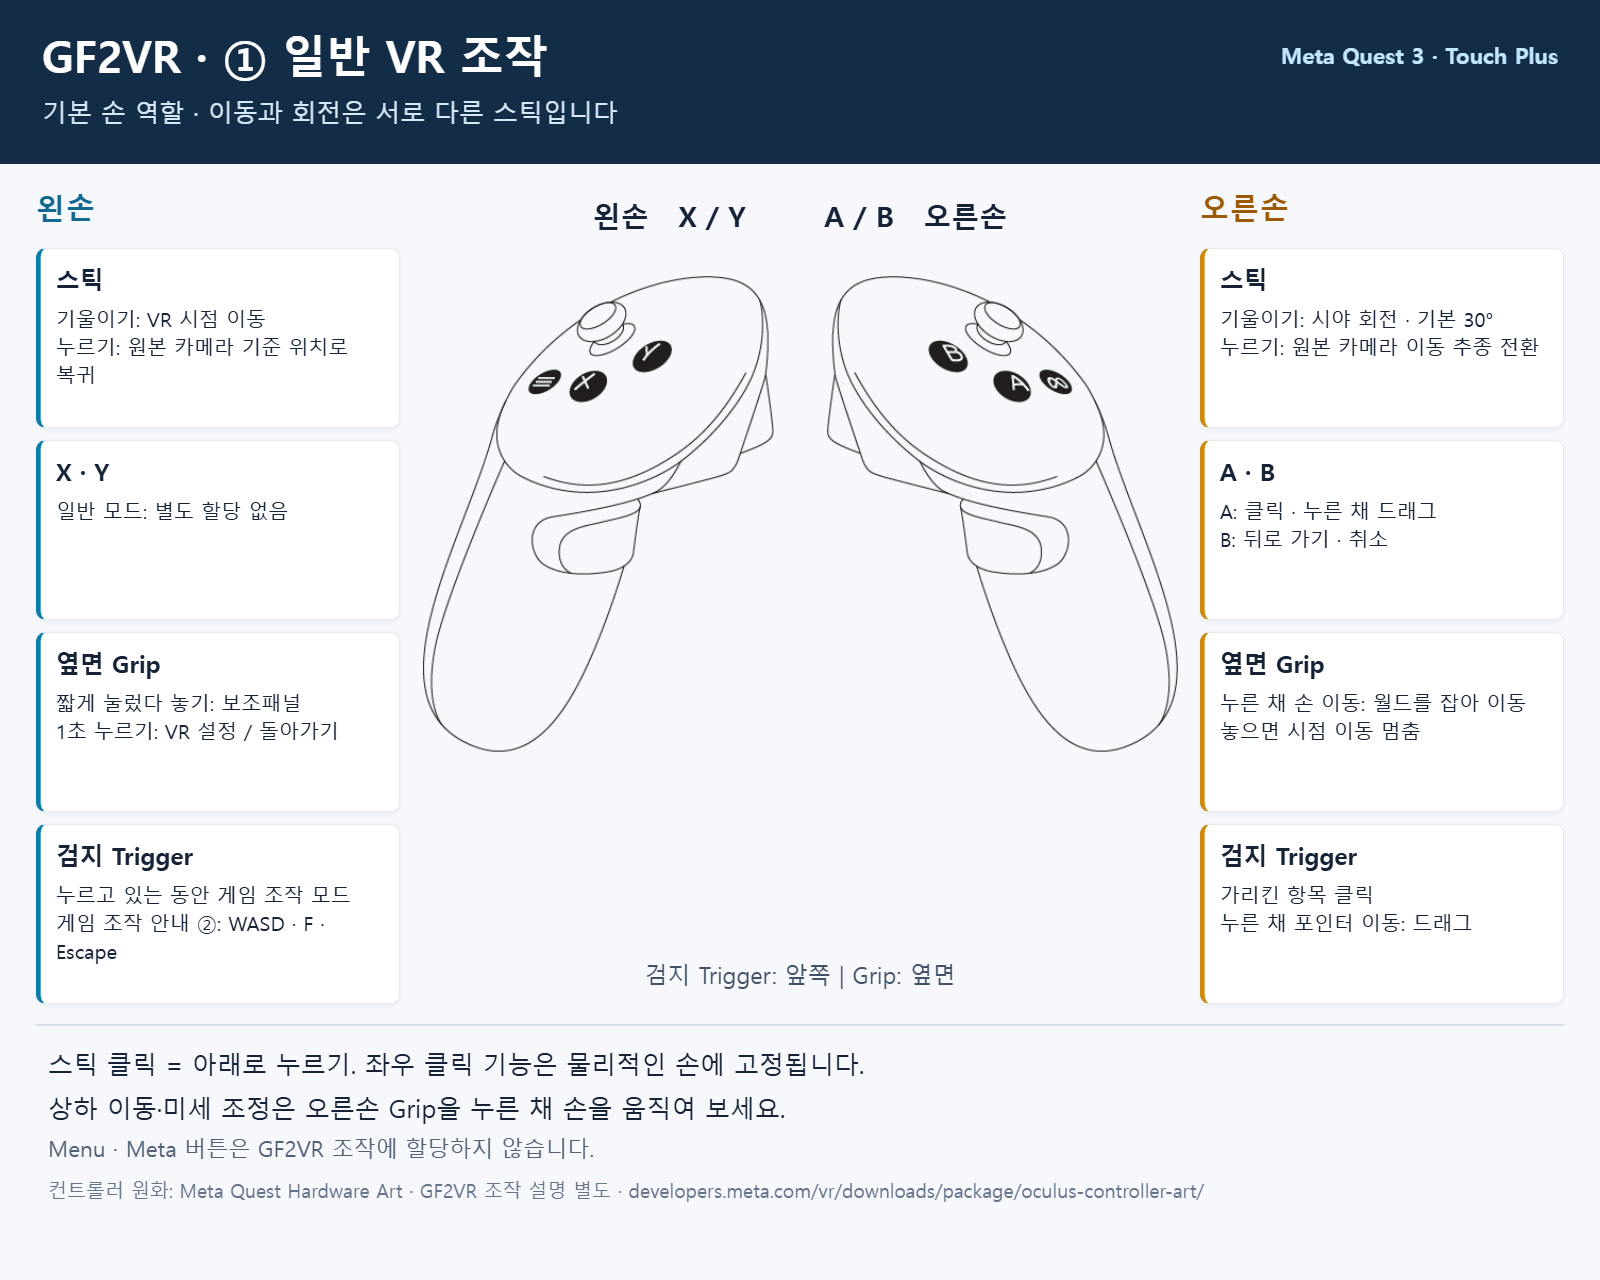 GF2VR · ① 일반 VR 조작
Meta Quest 3 · Touch Plus
기본 손 역할 · 이동과 회전은 서로 다른 스틱입니다
왼손
스틱
기울이기: VR 시점 이동
누르기: 원본 카메라 기준 위치로
복귀
X · Y
일반 모드: 별도 할당 없음
옆면 Grip
짧게 눌렀다 놓기: 보조패널
1초 누르기: VR 설정 / 돌아가기
검지 Trigger
누르고 있는 동안 게임 조작 모드
게임 조작 안내 ②: WASD · F ·
Escape
왼손 X / Y
A / B 오른손
Y
X
B
A
검지 Trigger: 앞쪽 | Grip: 옆면
오른손
스틱
기울이기: 시야 회전 · 기본 30°
누르기: 원본 카메라 이동 추종 전환
A · B
A: 클릭 · 누른 채 드래그
B: 뒤로 가기 · 취소
옆면 Grip
누른 채 손 이동: 월드를 잡아 이동
놓으면 시점 이동 멈춤
검지 Trigger
가리킨 항목 클릭
누른 채 포인터 이동: 드래그
스틱 클릭 = 아래로 누르기. 좌우 클릭 기능은 물리적인 손에 고정됩니다.
상하 이동·미세 조정은 오른손 Grip을 누른 채 손을 움직여 보세요.
Menu · Meta 버튼은 GF2VR 조작에 할당하지 않습니다.
컨트롤러 원화: Meta Quest Hardware Art · GF2VR 조작 설명 별도 · developers.meta.com/vr/downloads/package/oculus-controller-art/